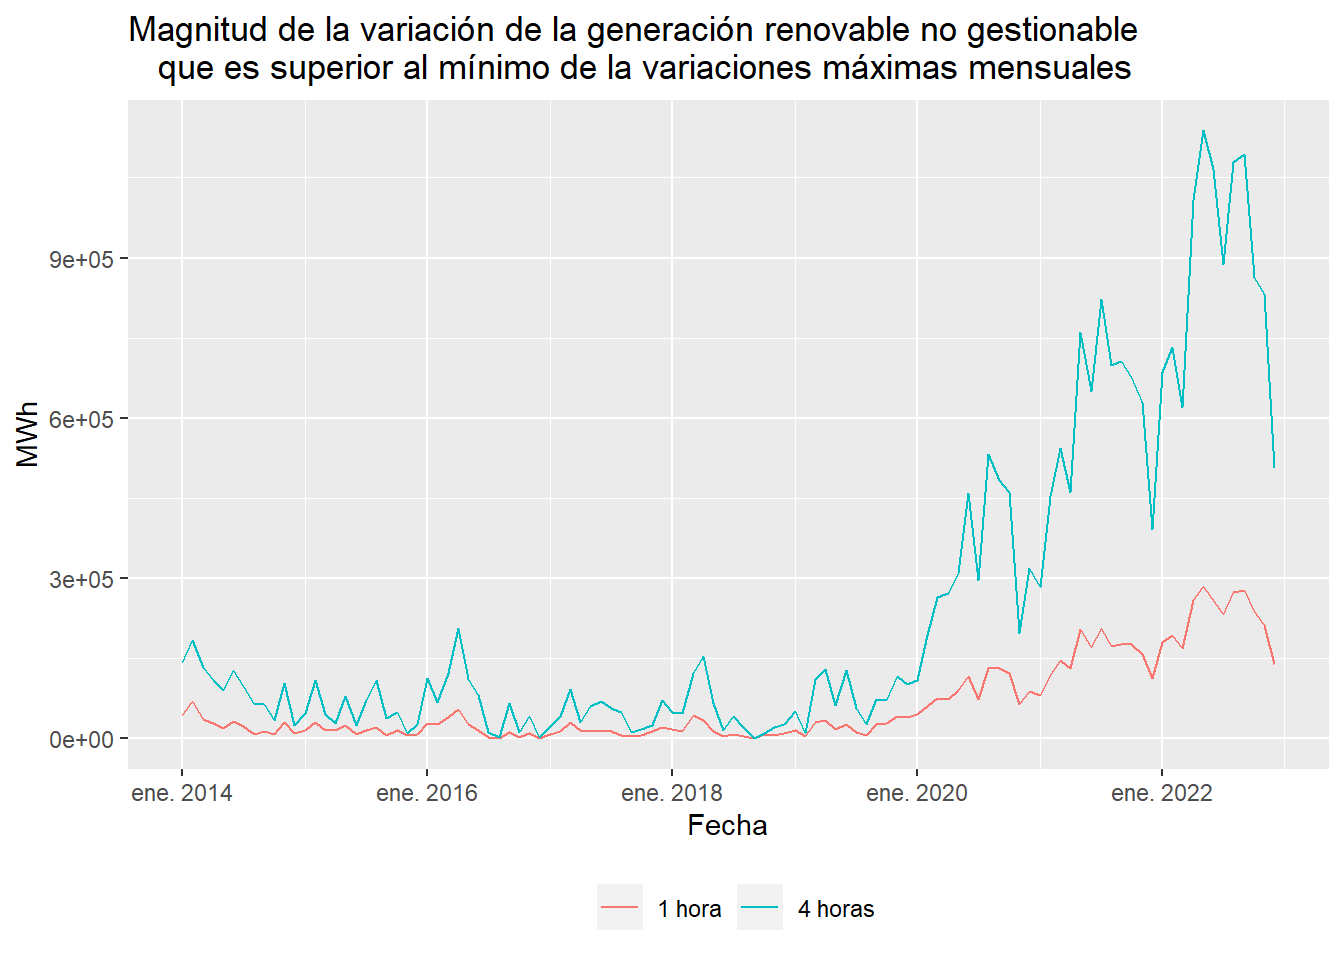 Magnitud de la variación de la generación renovable no gestionable
que es superior al mínimo de la variaciones máximas mensuales
MWh
9e+05
6e+05
3e+05
0e+00
ene. 2014
ene. 2016
ene. 2018
ene. 2020
ene. 2022
Fecha
1 hora
4 horas